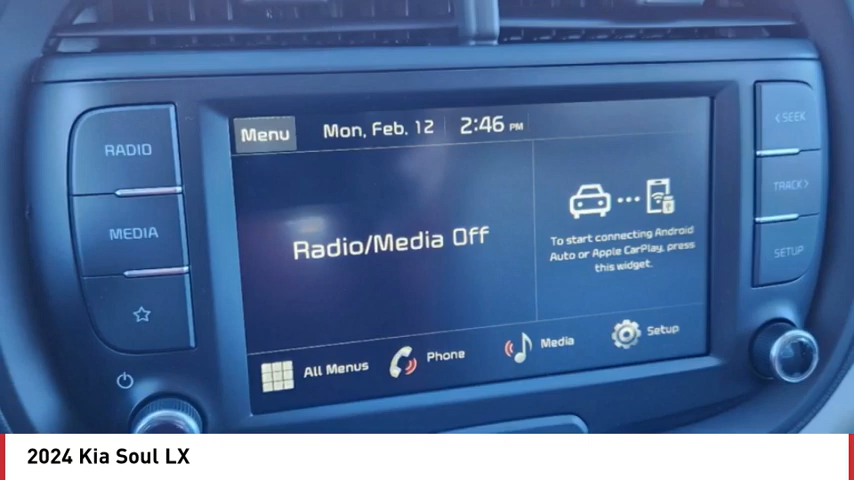 Menu Mon, Feb. 12 2:46 PM
RADIO
MEDIA
Radio/Media Off
To start connecting Android
Auto or Apple CarPlay, press
this widget.
All Menus Phone Media Setup
< SEEK
TRACK >
SETUP
2024 Kia Soul LX